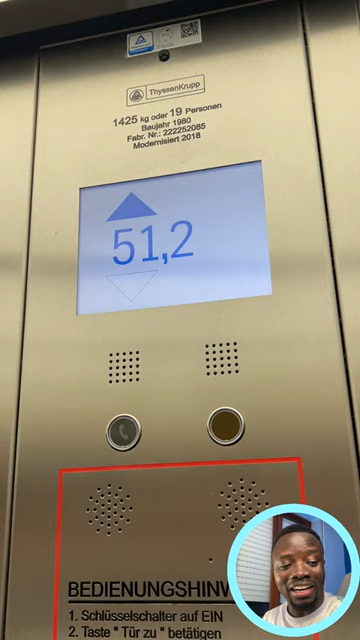 ThyssenKrupp
1425 kg oder 19 Personen
Baujahr 1980
Fabr. Nr.: 222252085
Modernisiert 2018
51,2
BEDIENUNGSHINW
1. Schlüsselschalter auf EIN
2. Taste " Tür zu " betätigen